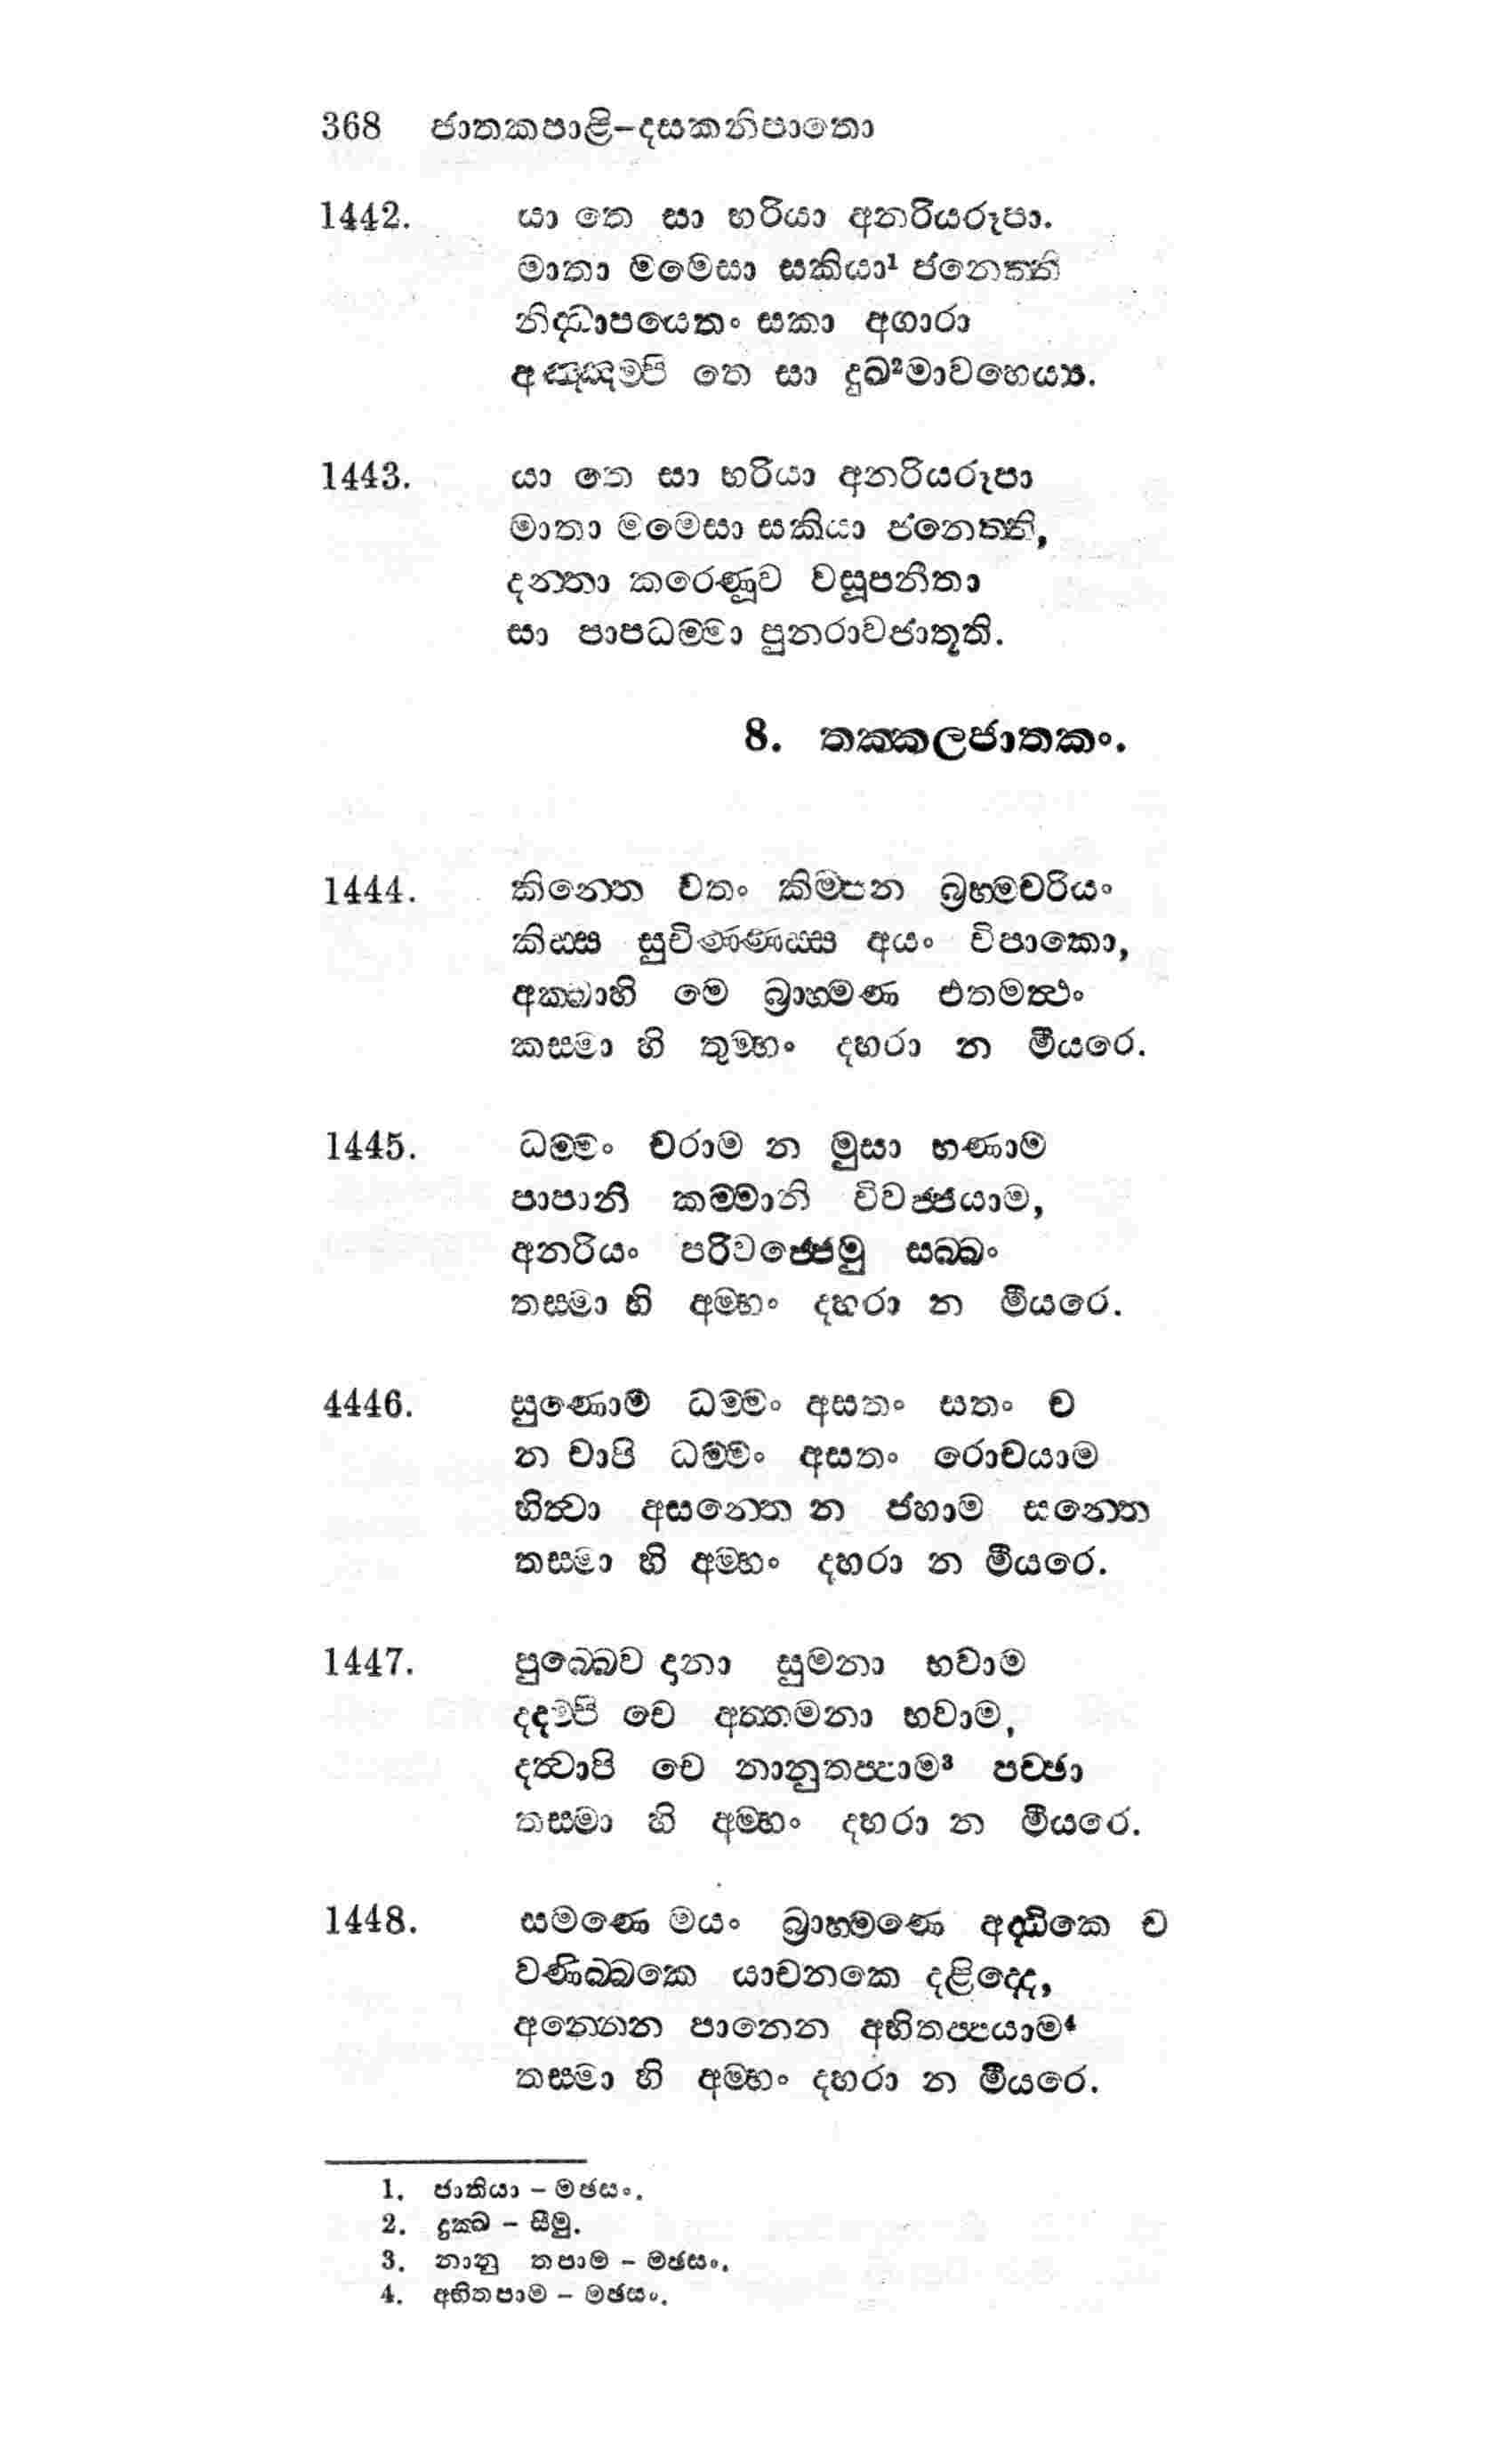 368 ජාතකපාළි-දසකනිපාතො
1442. යා තෙ සා භරියා අනරියරූපා.
මාතා මමෙසා සකියා¹ ජනෙත්ති
නිද්ධාපයෙතං සකා අගාරා
අඤ්ඤම්පි තෙ සා දුඛ²මාවහෙය්‍ය.
1443. යා තෙ සා භරියා අනරියරූපා
මාතා මමෙසා සකියා ජනෙත්ති,
දන්තා කරෙණූව වසූපනීතා
සා පාපධම්මා පුනරාවජාතූති.
8. තක්කලජාතකං.
1444. කින්තෙ වතං කිම්පන බ්‍රහ්මචරියං
කිස්ස සුචිණ්ණස්ස අයං විපාකො,
අක්ඛාහි මෙ බ්‍රාහ්මණ එතමත්‍ථං
කස්මා හි තුම්හං දහරා න මීයරෙ.
1445. ධම්මං චරාම න මුසා භණාම
පාපානි කම්මානි විවජ්ජයාම,
අනරියං පරිවජ්ජෙමු සබ්බං
තස්මා හි අම්හං දහරා න මීයරෙ.
4446. සුණොම ධම්මං අසතං සතං ච
න චාපි ධම්මං අසතං රොචයාම
හිත්‍වා අසන්තෙ න ජහාම සන්තෙ
තස්මා හි අම්හං දහරා න මීයරෙ.
1447. පුබ්බෙව දානා සුමනා භවාම
දදම්පි චෙ අත්තමනා භවාම,
දත්‍වාපි චෙ නානුතප්පාම³ පච්ඡා
තස්මා හි අම්හං දහරා න මීයරෙ.
1448. සමණෙ මයං බ්‍රාහ්මණෙ අද්ධිකෙ ච
වණිබ්බකෙ යාචනකෙ දළිද්දෙ,
අන්නෙන පානෙන අභිතප්පයාම⁴
තස්මා හි අම්හං දහරා න මීයරෙ.
1. ජාතියා – මඡසං.
2. දුක්ඛ – සීමු.
3. නානු තපාම – මඡසං.
4. අභිතපාම – මඡසං.